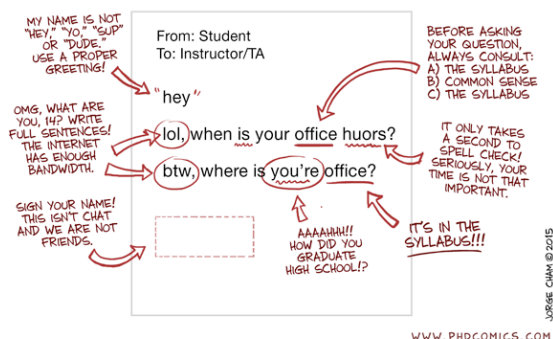 MY NAME IS NOT
"HEY," "YO," "SUP"
OR "DUDE."
USE A PROPER
GREETING!
OMG, WHAT ARE
YOU, 14? WRITE
FULL SENTENCES!
THE INTERNET
HAS ENOUGH
BANDWIDTH.
SIGN YOUR NAME!
THIS ISN'T CHAT
AND WE ARE NOT
FRIENDS.
From: Student
To: Instructor/TA
"hey"
lol, when is your office huors?
btw, where is you're office?
AAAAHHH!!
HOW DID YOU
GRADUATE
HIGH SCHOOL!?
BEFORE ASKING
YOUR QUESTION,
ALWAYS CONSULT:
A) THE SYLLABUS
B) COMMON SENSE
C) THE SYLLABUS
IT ONLY TAKES
A SECOND TO
SPELL CHECK!
SERIOUSLY, YOUR
TIME IS NOT THAT
IMPORTANT.
IT'S IN THE
SYLLABUS!!!
JORGE CHAM © 2015
WWW.PHDCOMICS.COM